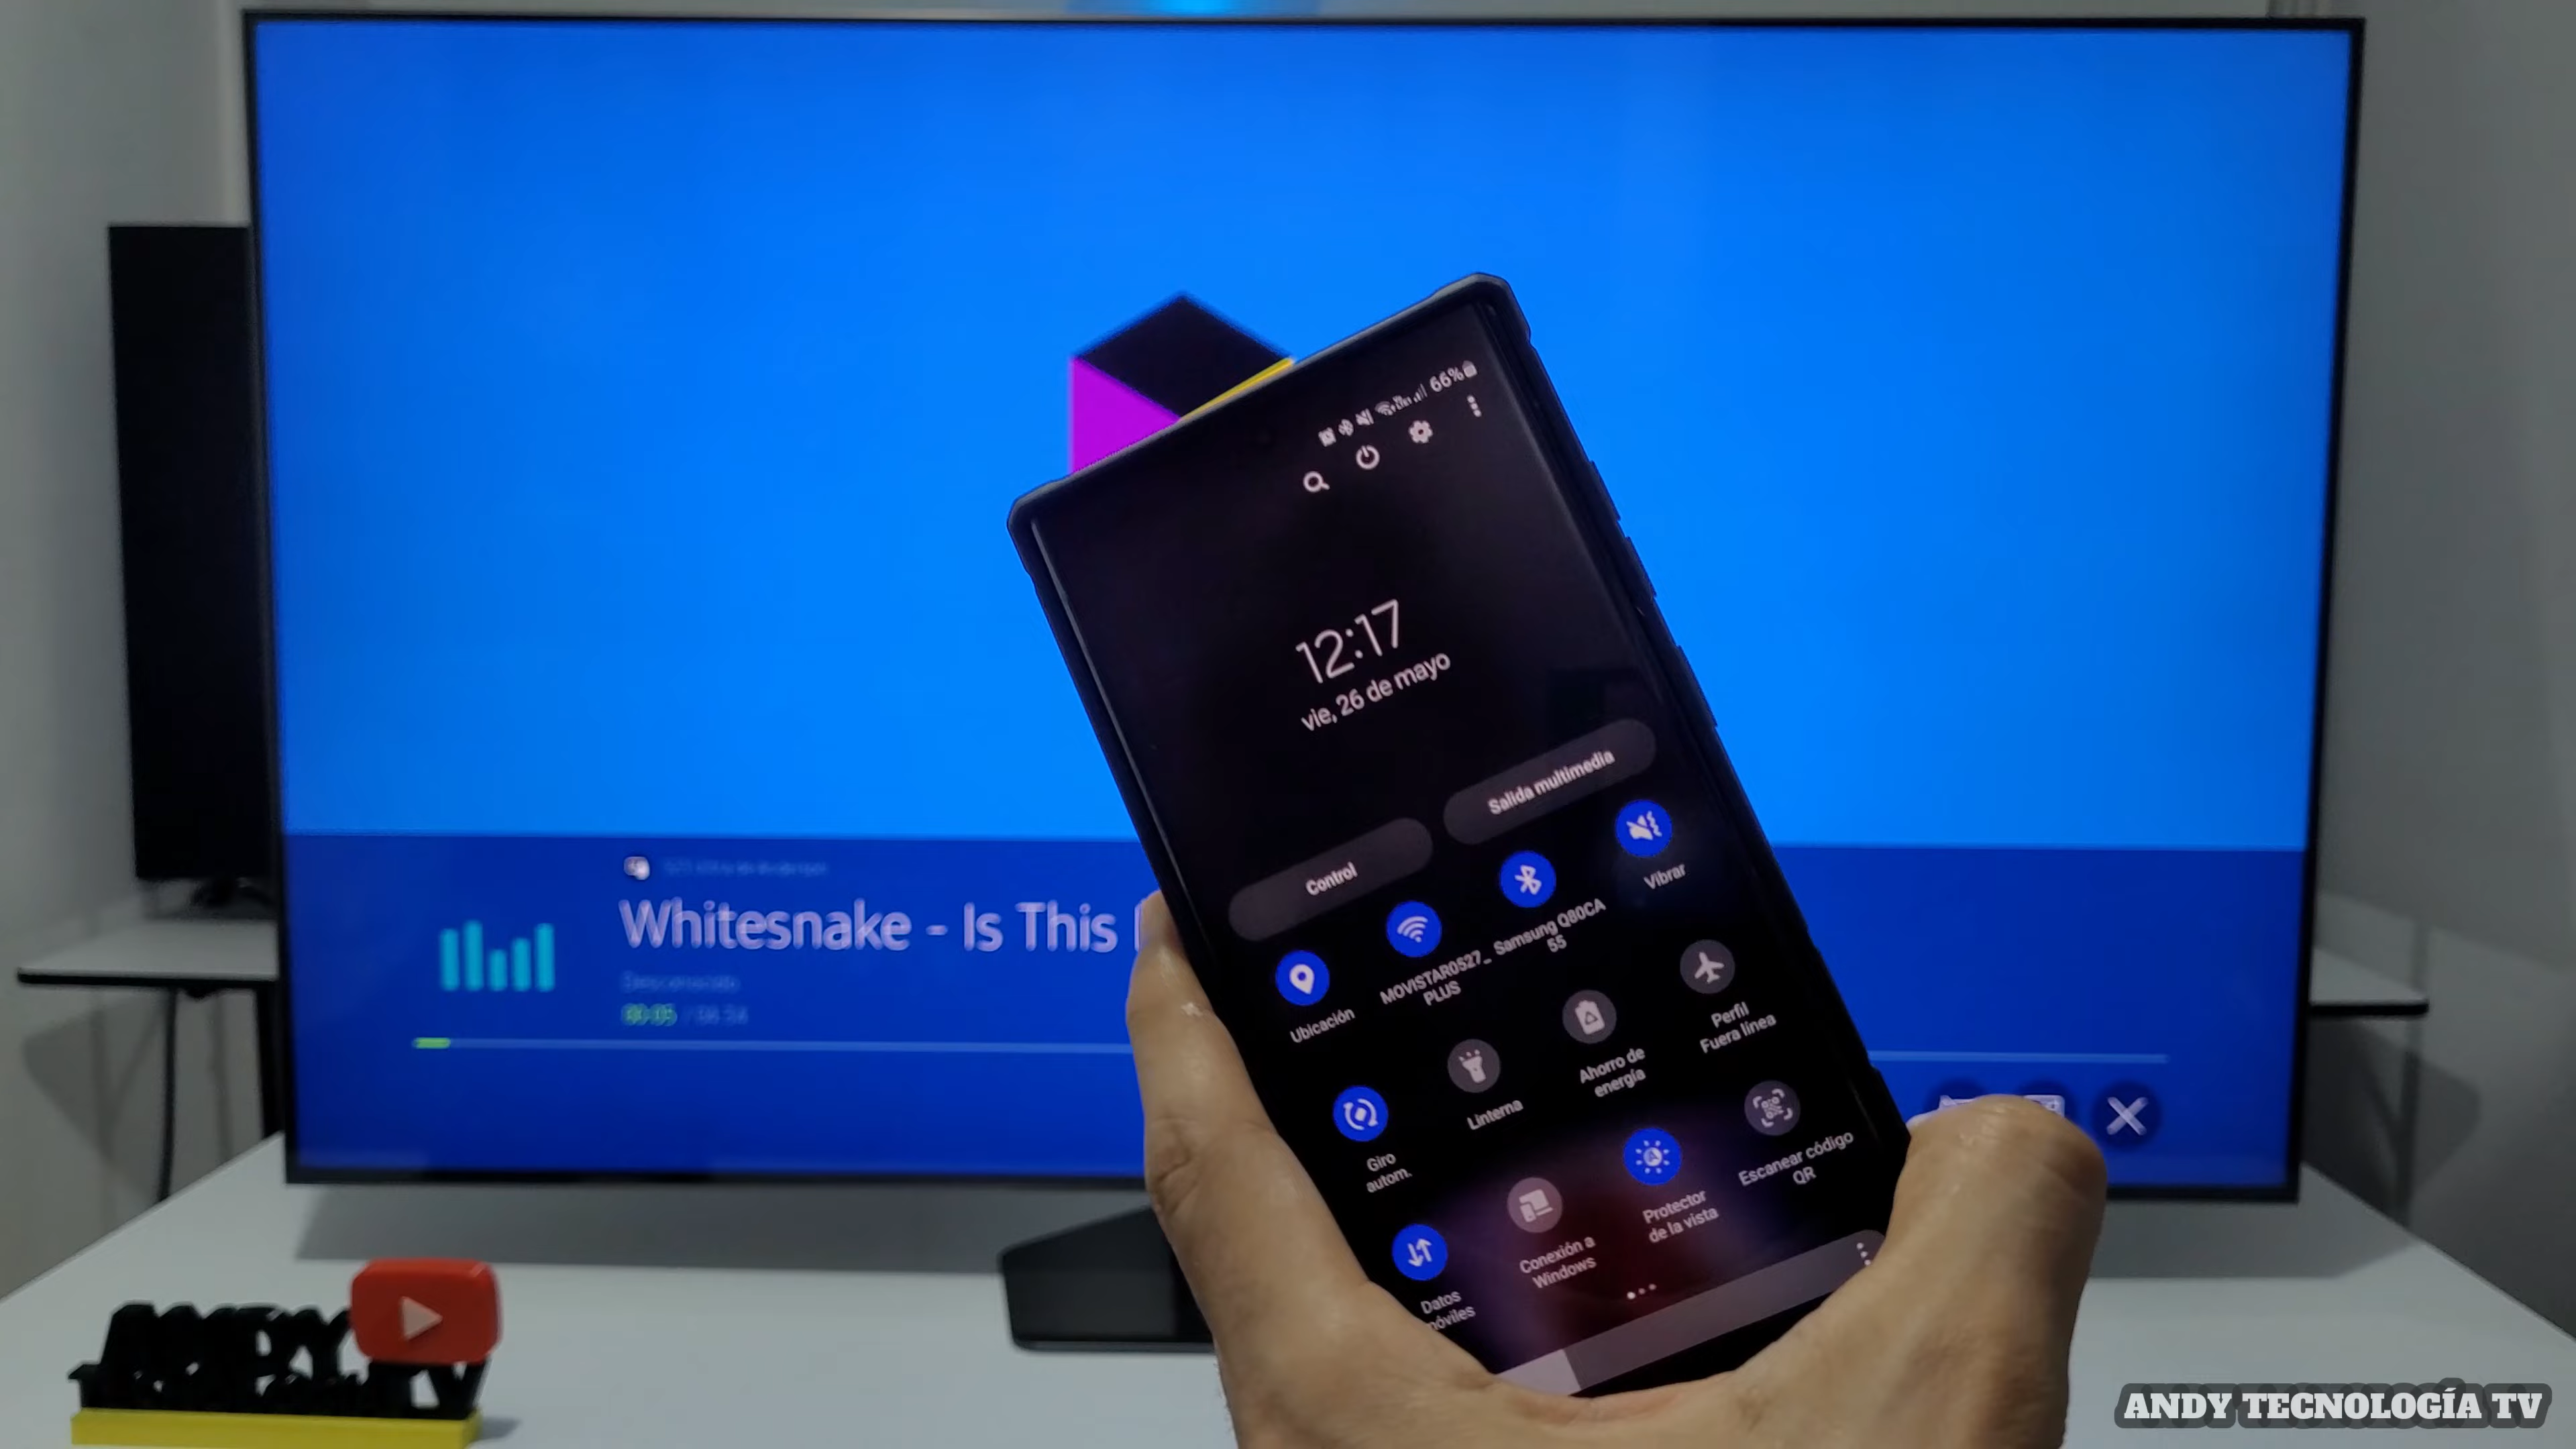 66%
12:17
vie, 26 de mayo
Control
Salida multimedia
Ubicación
MOVISTAR0527_
PLUS
Samsung Q80CA
55
Vibrar
Giro
autom.
Linterna
Ahorro de
energía
Perfil
Fuera línea
Datos
móviles
Conexión a
Windows
Protector
de la vista
Escanear código
QR
Whitesnake - Is This
Desconocido
ANDY
ANDY TECNOLOGÍA TV